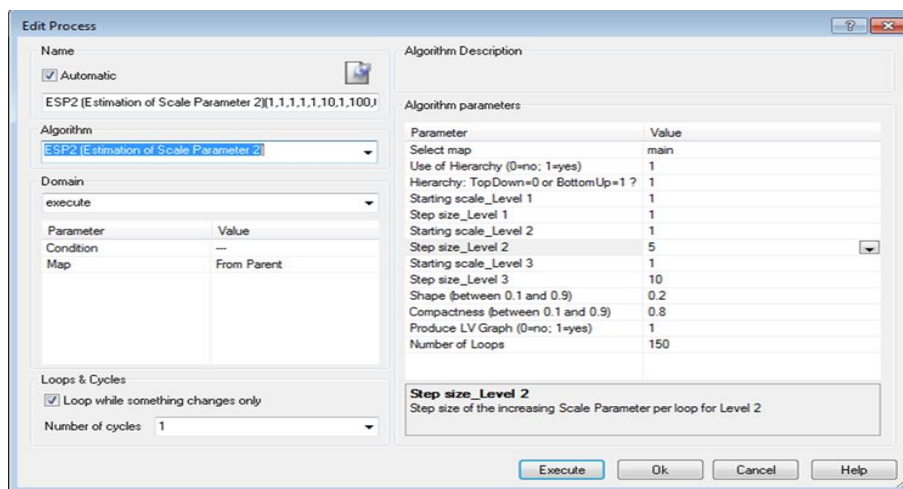 Edit Process
Name
Automatic
ESP2 (Estimation of Scale Parameter 2)(1,1,1,1,1,10,1,100,
Algorithm
ESP2 (Estimation of Scale Parameter 2)
Domain
execute
Parameter Value
Condition ---
Map From Parent
Loops & Cycles
Loop while something changes only
Number of cycles 1
Algorithm Description
Algorithm parameters
Parameter Value
Select map main
Use of Hierarchy (0=no; 1=yes) 1
Hierarchy: TopDown=0 or BottomUp=1 ? 1
Starting scale_Level 1 1
Step size_Level 1 1
Starting scale_Level 2 1
Step size_Level 2 5
Starting scale_Level 3 1
Step size_Level 3 10
Shape (between 0.1 and 0.9) 0.2
Compactness (between 0.1 and 0.9) 0.8
Produce LV Graph (0=no; 1=yes) 1
Number of Loops 150
Step size_Level 2
Step size of the increasing Scale Parameter per loop for Level 2
Execute Ok Cancel Help